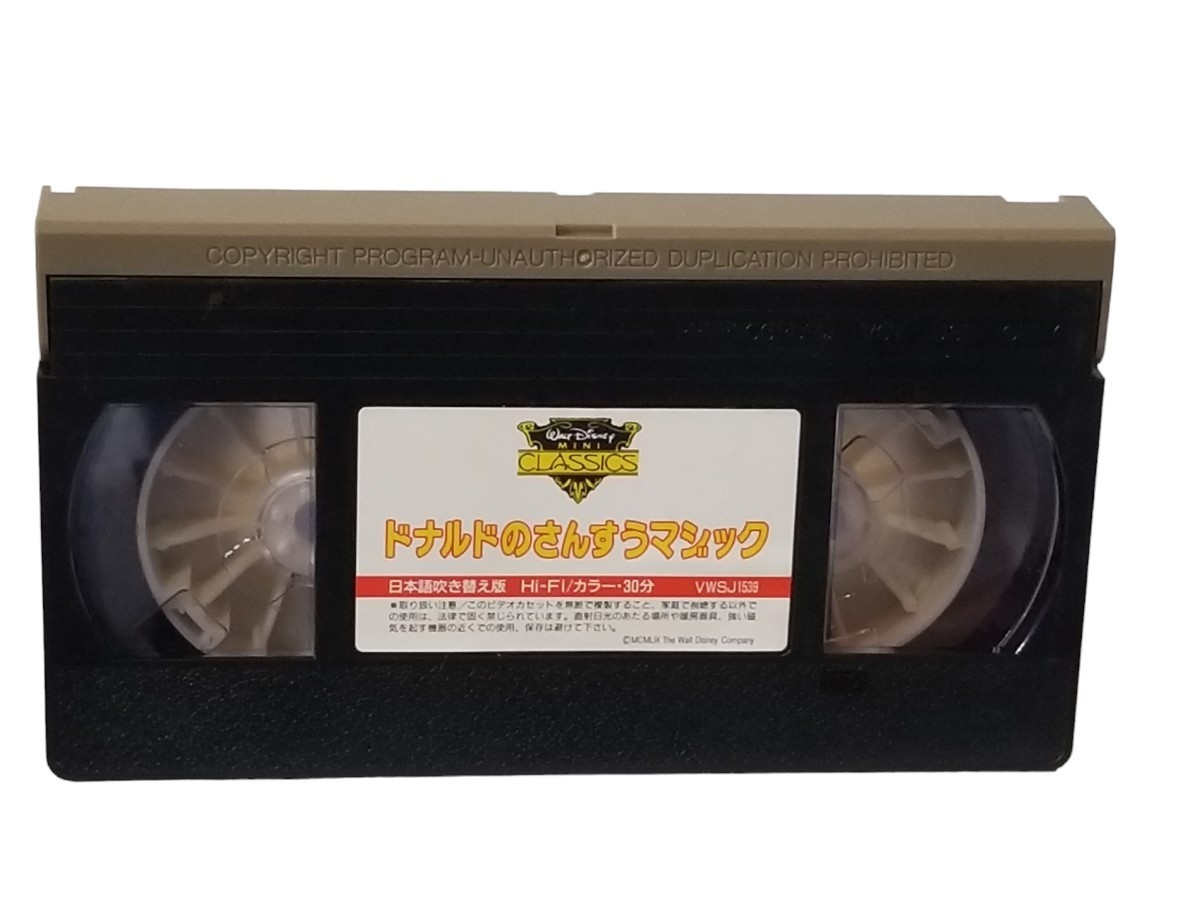 COPYRIGHT PROGRAM-UNAUTHORIZED DUPLICATION PROHIBITED
Walt Disney
MINI
CLASSICS
ドナルドのさんすうマジック
日本語吹き替え版 Hi-Fi/カラー・30分 VWSJ1539
●取り扱い注意/このビデオカセットを無断で複製すること、家庭で視聴する以外で
の使用は、法律で固く禁じられています。直射日光のあたる場所や暖房器具、強い磁
気を起す機器の近くでの使用、保存は避けて下さい。
©MCMLIX The Walt Disney Company